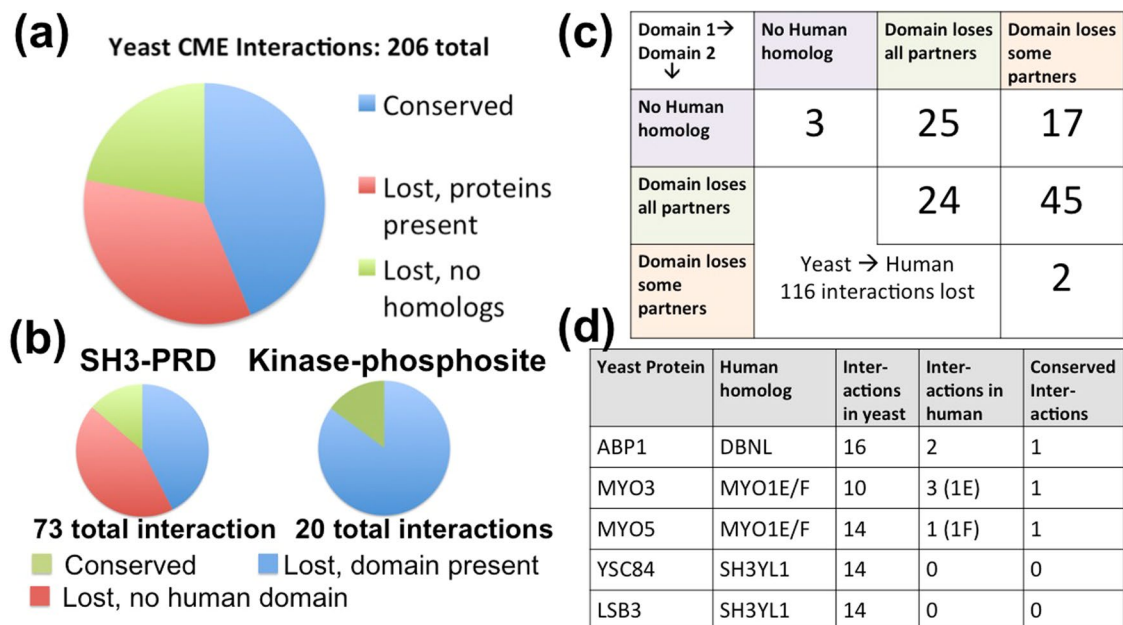 (a)
Yeast CME Interactions: 206 total
Conserved
Lost, proteins
present
Lost, no
homologs
(b)
SH3-PRD
Kinase-phosphosite
73 total interaction
20 total interactions
Conserved
Lost, domain present
Lost, no human domain
(c)
Domain 1→
Domain 2
↓
No Human
homolog
Domain loses
all partners
Domain loses
some
partners
No Human
homolog
3
25
17
Domain loses
all partners
24
45
Domain loses
some
partners
Yeast → Human
116 interactions lost
2
(d)
Yeast Protein
Human
homolog
Inter-
actions
in yeast
Inter-
actions in
human
Conserved
Inter-
actions
ABP1
DBNL
16
2
1
MYO3
MYO1E/F
10
3 (1E)
1
MYO5
MYO1E/F
14
1 (1F)
1
YSC84
SH3YL1
14
0
0
LSB3
SH3YL1
14
0
0